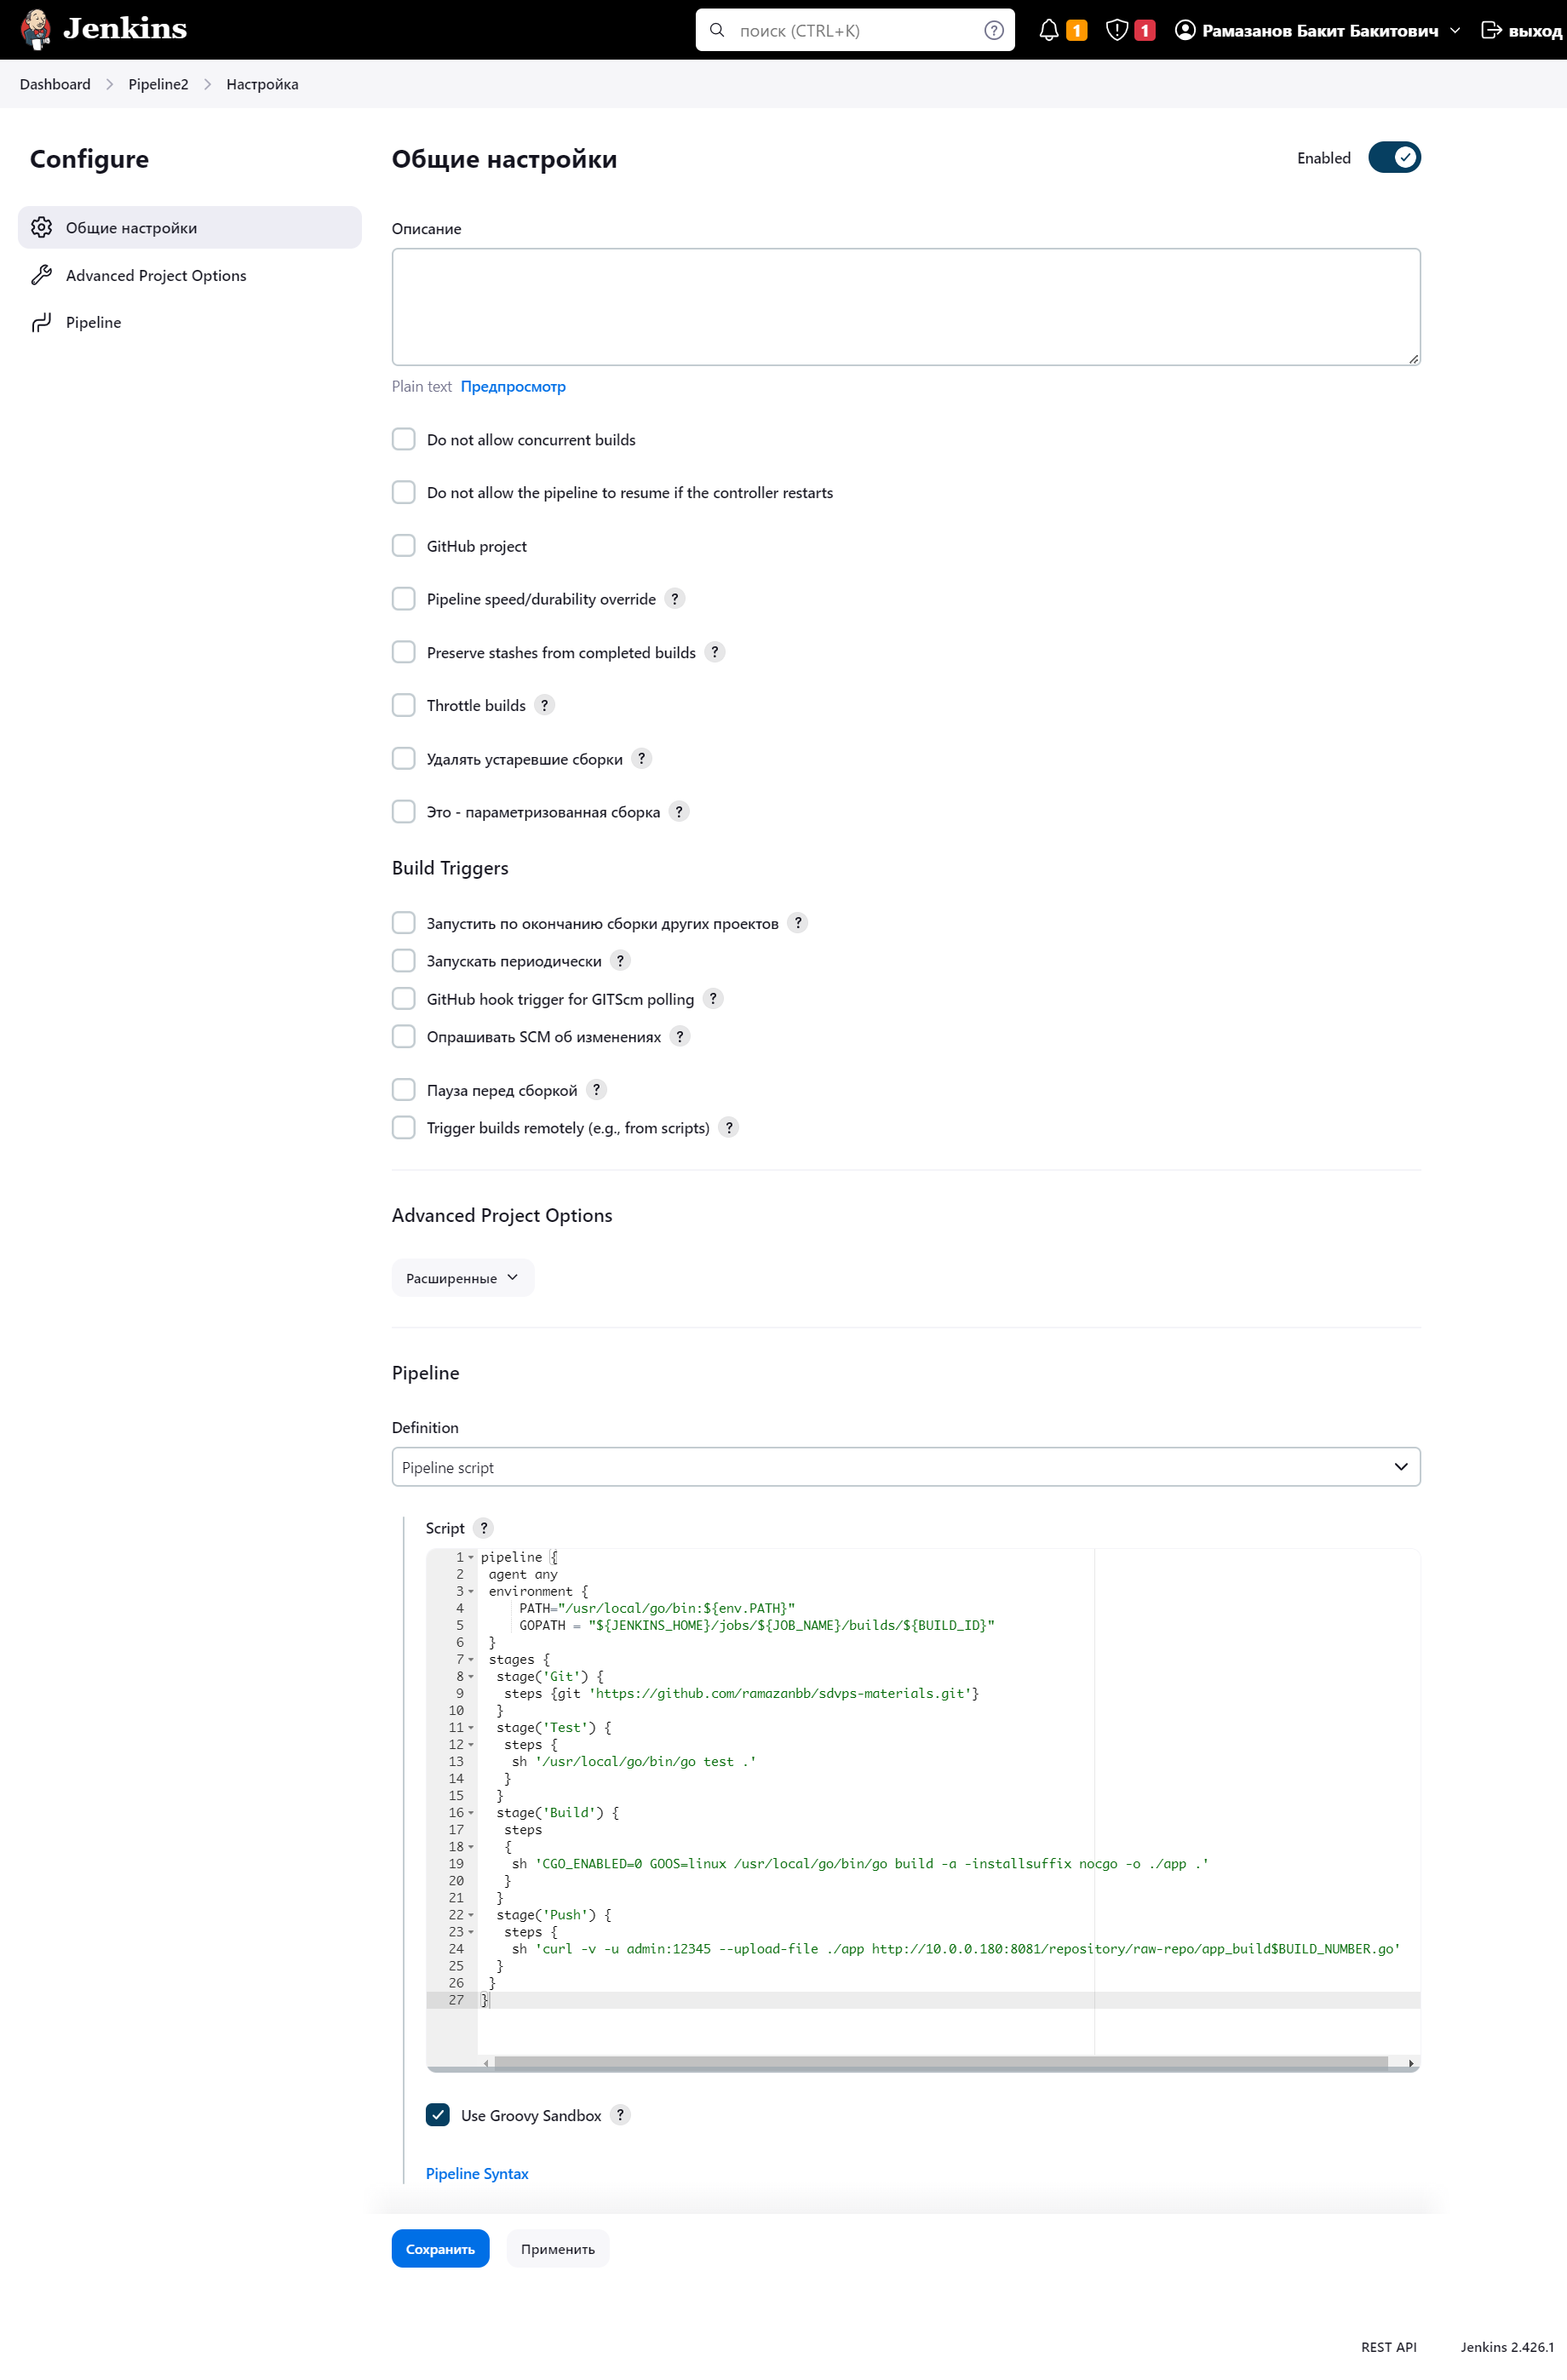 Jenkins
поиск (CTRL+K)
?
1
1
Рамазанов Бакит Бакитович
выход
Dashboard
Pipeline2
Настройка
Configure
Общие настройки
Advanced Project Options
Pipeline
Общие настройки
Enabled
Описание
Plain text Предпросмотр
Do not allow concurrent builds
Do not allow the pipeline to resume if the controller restarts
GitHub project
Pipeline speed/durability override ?
Preserve stashes from completed builds ?
Throttle builds ?
Удалять устаревшие сборки ?
Это - параметризованная сборка ?
Build Triggers
Запустить по окончанию сборки других проектов ?
Запускать периодически ?
GitHub hook trigger for GITScm polling ?
Опрашивать SCM об изменениях ?
Пауза перед сборкой ?
Trigger builds remotely (e.g., from scripts) ?
Advanced Project Options
Расширенные
Pipeline
Definition
Pipeline script
Script ?
1 pipeline {
2  agent any
3  environment {
4      PATH="/usr/local/go/bin:${env.PATH}"
5      GOPATH = "${JENKINS_HOME}/jobs/${JOB_NAME}/builds/${BUILD_ID}"
6  }
7  stages {
8   stage('Git') {
9    steps {git 'https://github.com/ramazanbb/sdvps-materials.git'}
10   }
11   stage('Test') {
12    steps {
13     sh '/usr/local/go/bin/go test .'
14    }
15   }
16   stage('Build') {
17    steps
18    {
19     sh 'CGO_ENABLED=0 GOOS=linux /usr/local/go/bin/go build -a -installsuffix nocgo -o ./app .'
20    }
21   }
22   stage('Push') {
23    steps {
24     sh 'curl -v -u admin:12345 --upload-file ./app http://10.0.0.180:8081/repository/raw-repo/app_build$BUILD_NUMBER.go'
25   }
26  }
27 }
Use Groovy Sandbox ?
Pipeline Syntax
Сохранить
Применить
REST API
Jenkins 2.426.1